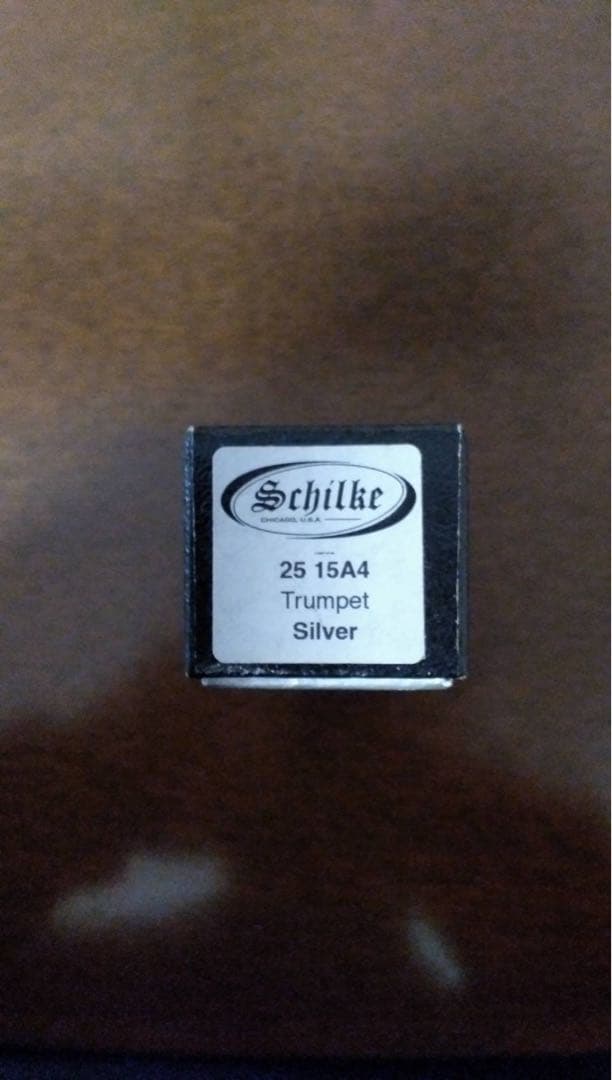 Schilke
CHICAGO, U.S.A.
25 15A4
Trumpet
Silver